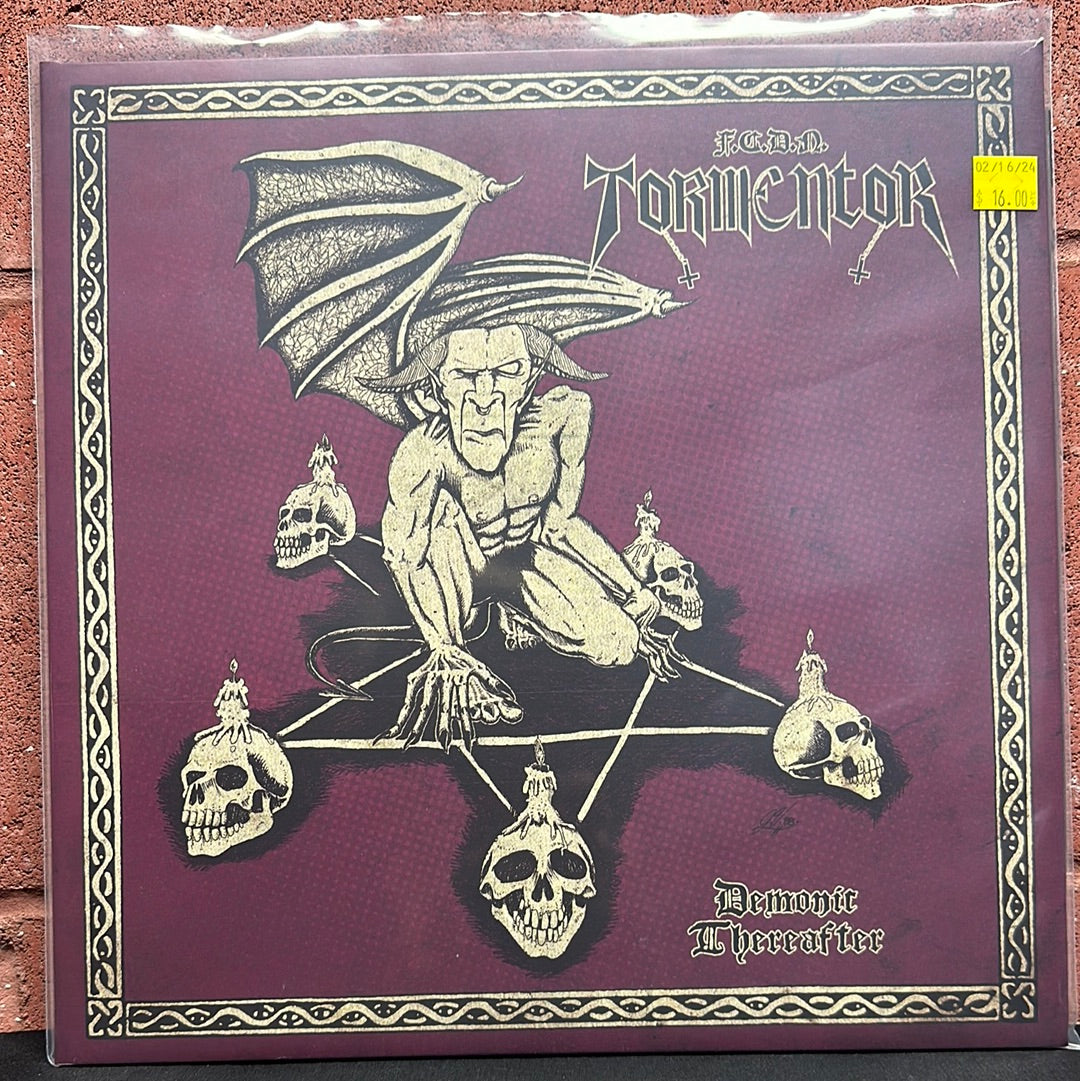 F.C.D.N.
TORMENTOR
02/16/24
$ 16.00
Demonic
Thereafter